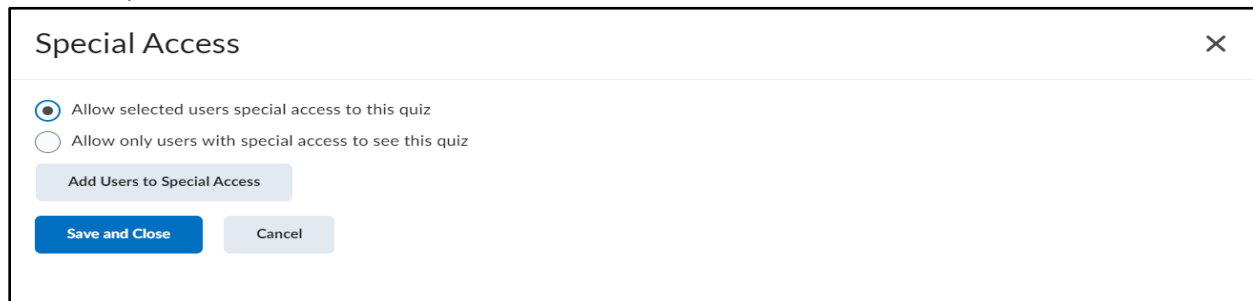 Special Access
Allow selected users special access to this quiz
Allow only users with special access to see this quiz
Add Users to Special Access
Save and Close Cancel